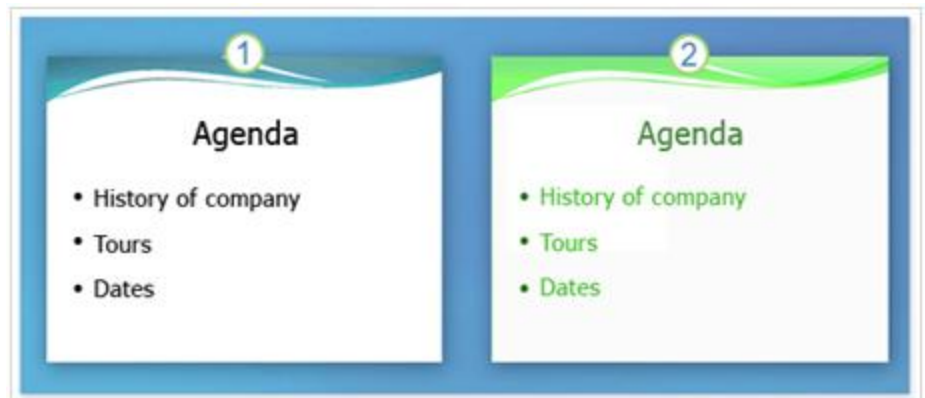 1
Agenda
• History of company
• Tours
• Dates
2
Agenda
• History of company
• Tours
• Dates